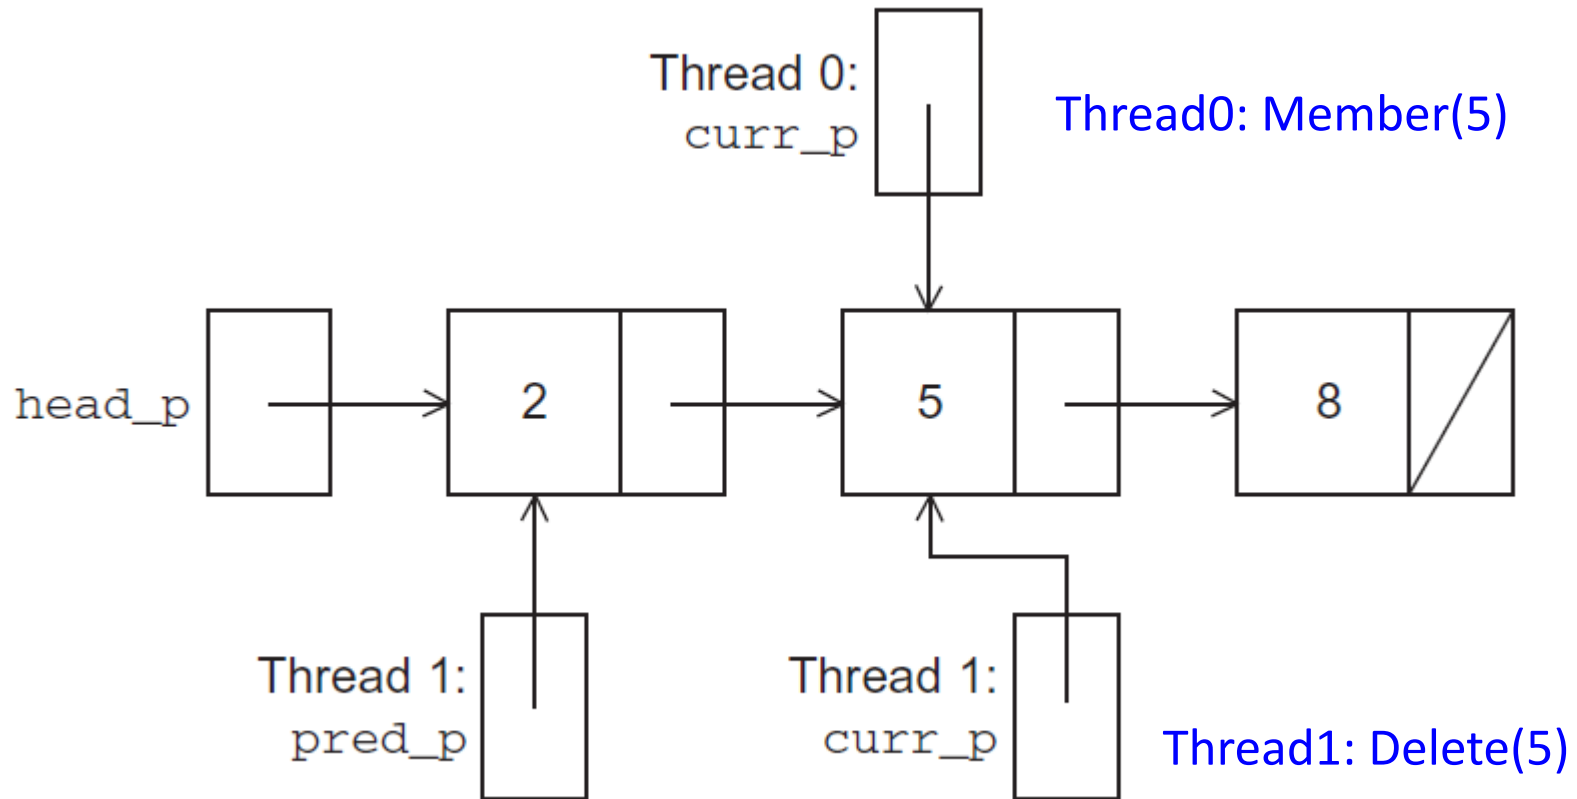 Thread 0:
curr_p
Thread0: Member(5)
head_p
2
5
8
Thread 1:
pred_p
Thread 1:
curr_p
Thread1: Delete(5)